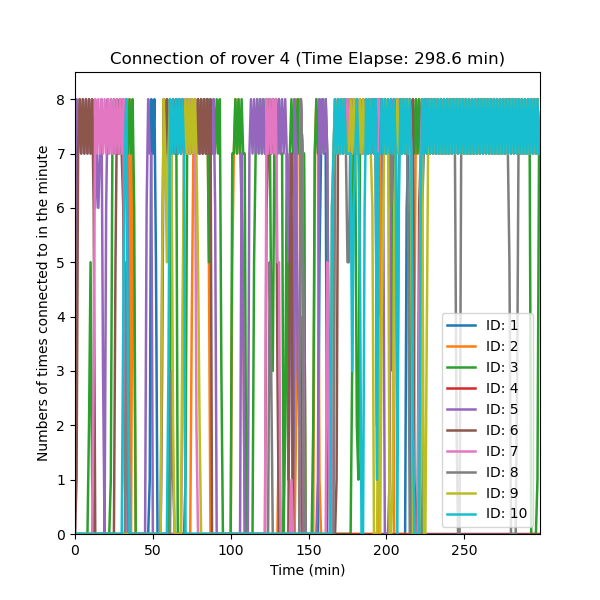 Connection of rover 4 (Time Elapse: 298.6 min)
Numbers of times connected to in the minute
8
7
6
5
4
3
2
1
0
ID: 1
ID: 2
ID: 3
ID: 4
ID: 5
ID: 6
ID: 7
ID: 8
ID: 9
ID: 10
0 50 100 150 200 250
Time (min)